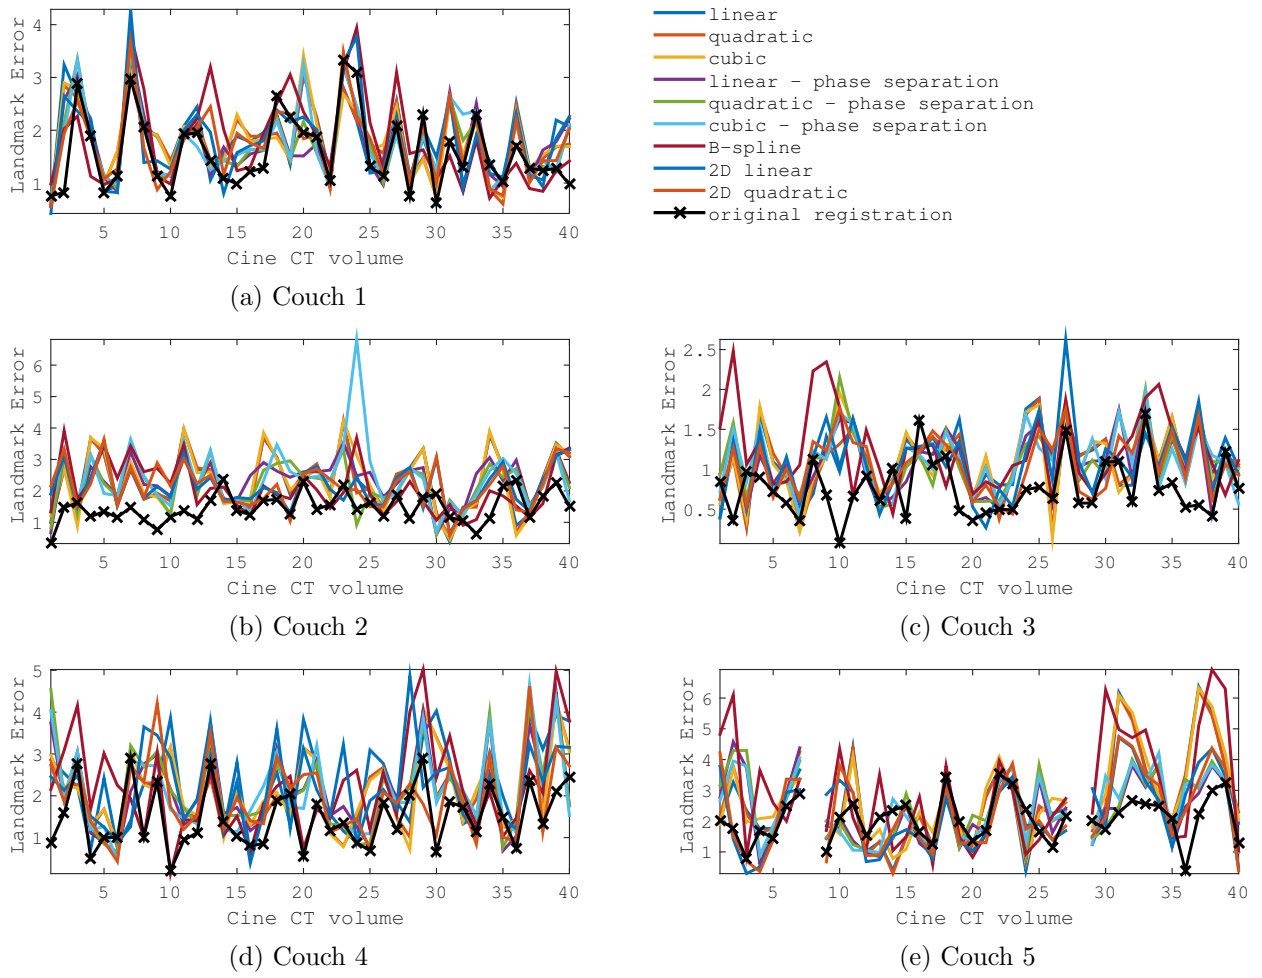 Landmark Error
4
3
2
1
5 10 15 20 25 30 35 40
Cine CT volume
(a) Couch 1
linear
quadratic
cubic
linear - phase separation
quadratic - phase separation
cubic - phase separation
B-spline
2D linear
2D quadratic
original registration
Landmark Error
6
5
4
3
2
1
5 10 15 20 25 30 35 40
Cine CT volume
(b) Couch 2
Landmark Error
2.5
2
1.5
1
0.5
5 10 15 20 25 30 35 40
Cine CT volume
(c) Couch 3
Landmark Error
5
4
3
2
1
5 10 15 20 25 30 35 40
Cine CT volume
(d) Couch 4
Landmark Error
6
5
4
3
2
1
5 10 15 20 25 30 35 40
Cine CT volume
(e) Couch 5